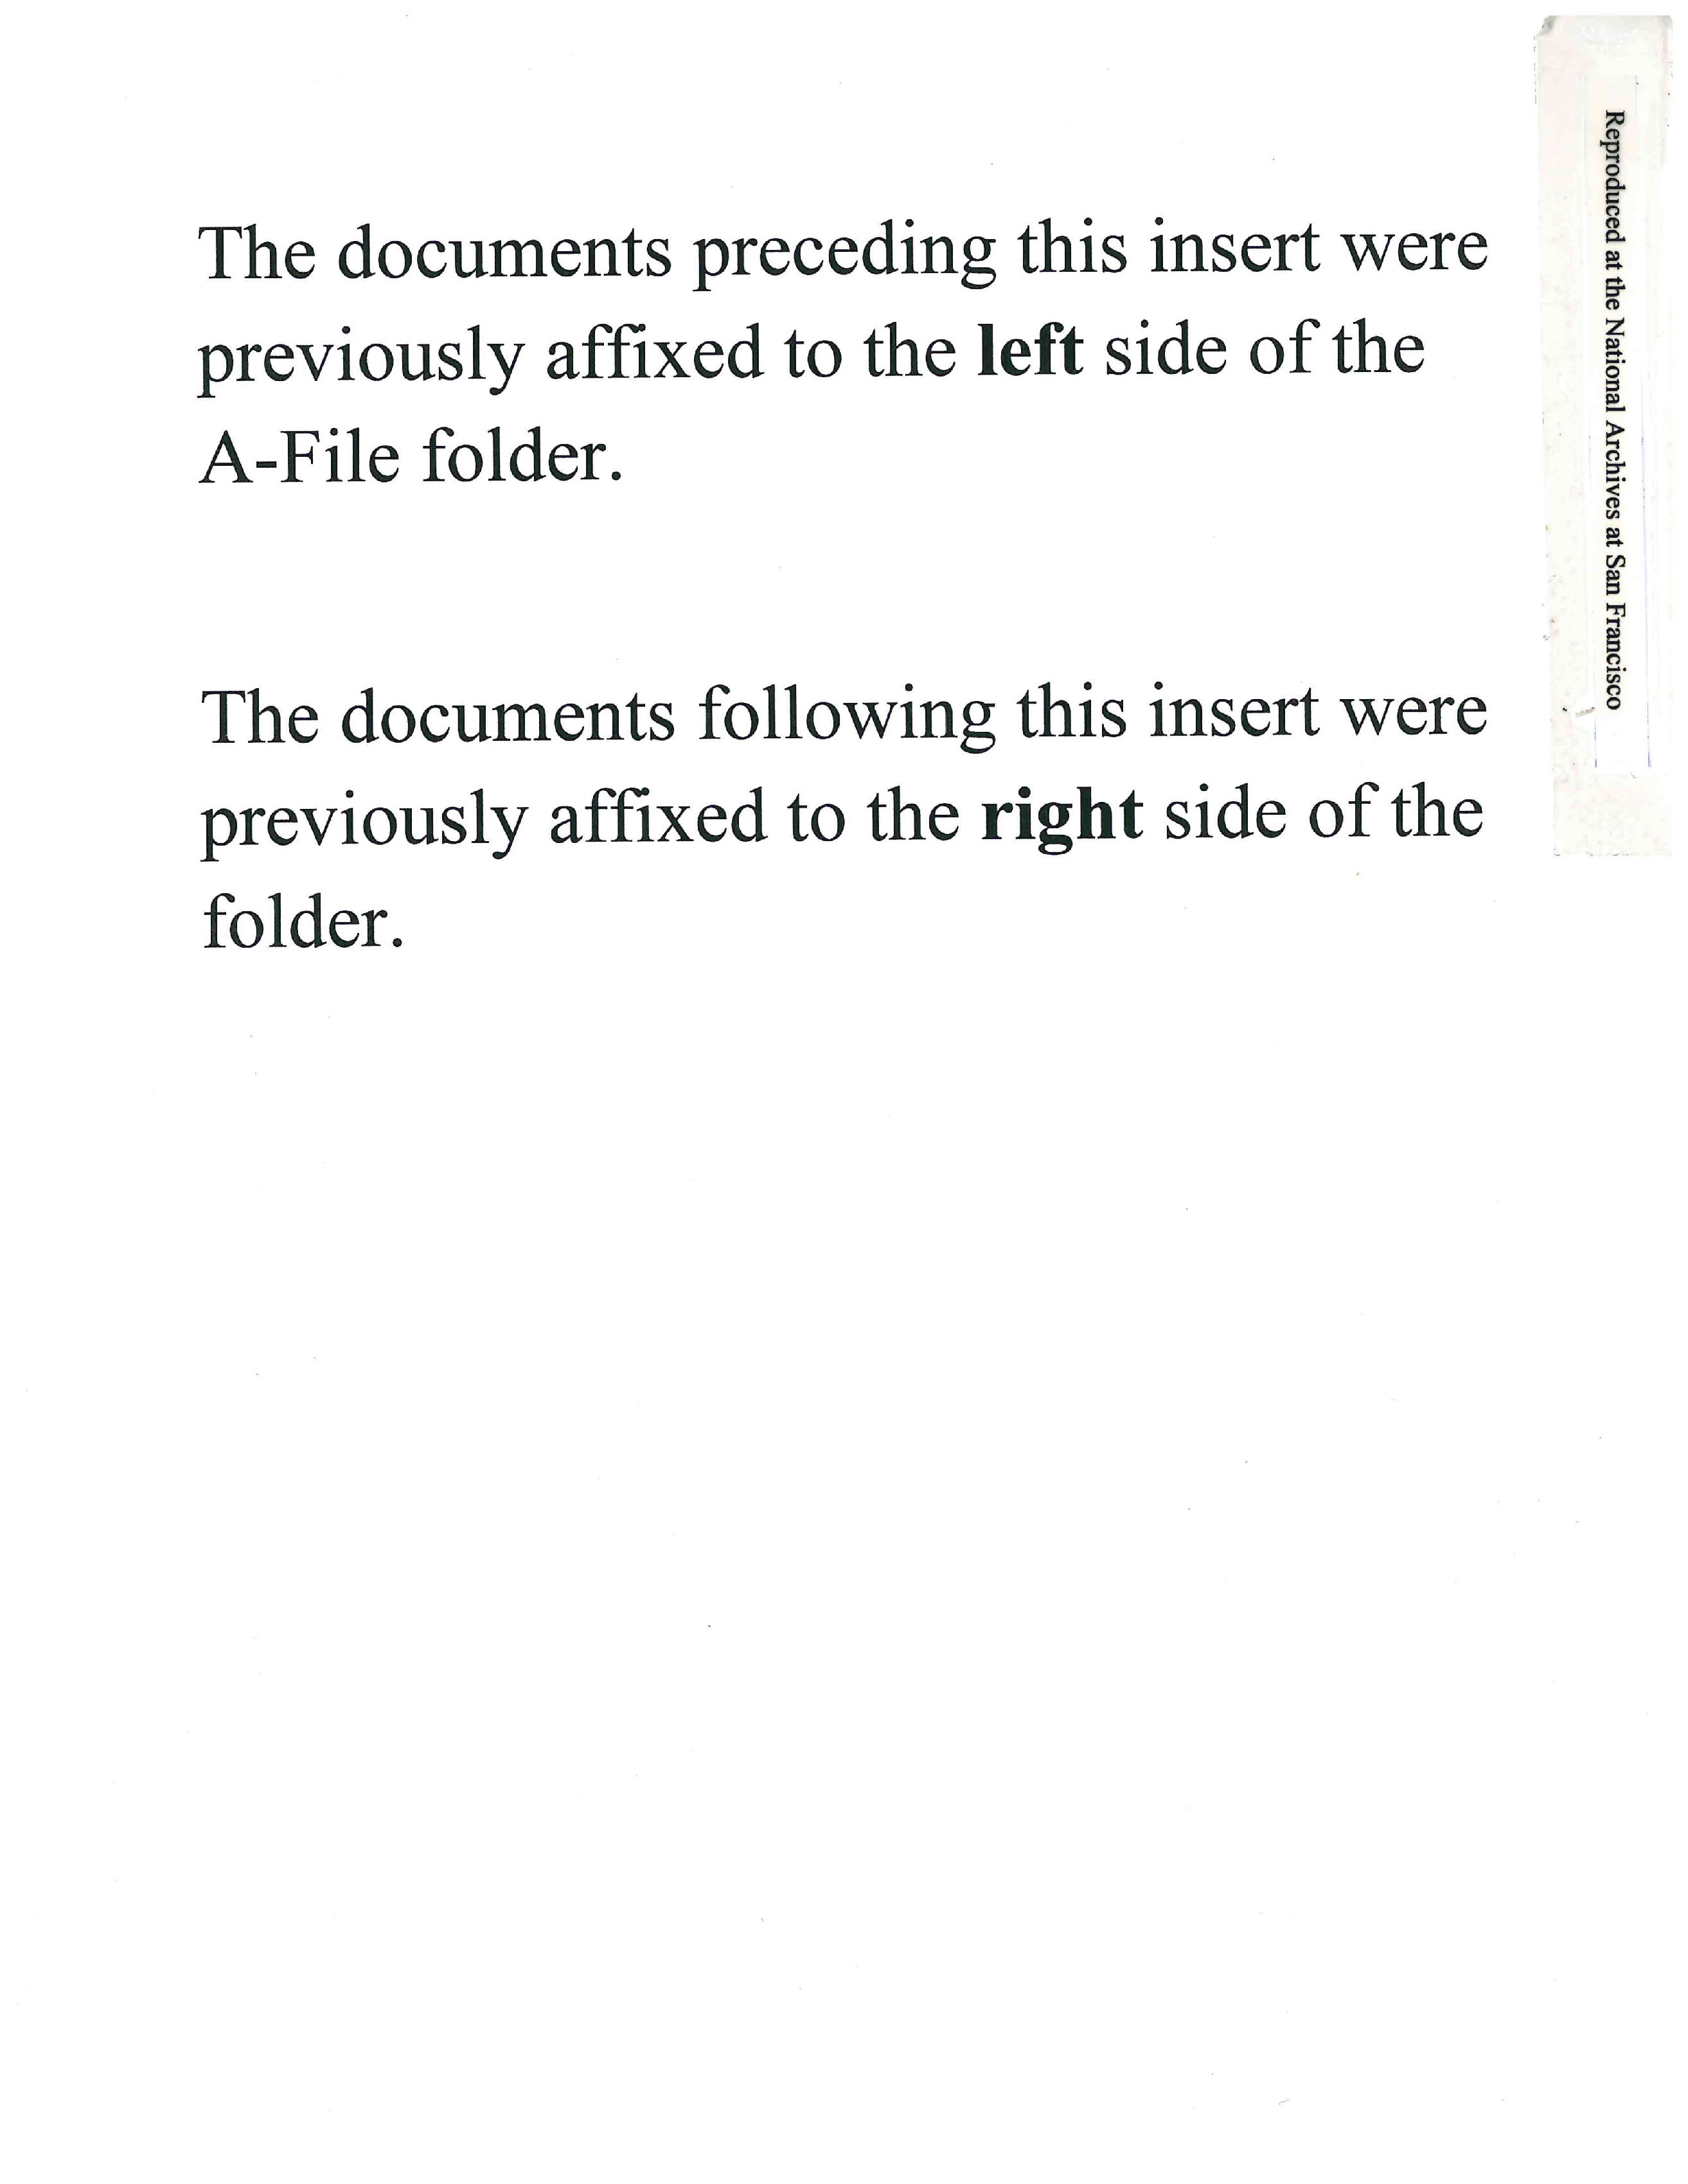 The documents preceding this insert were
previously affixed to the left side of the
A-File folder.
The documents following this insert were
previously affixed to the right side of the
folder.
Reproduced at the National Archives at San Francisco